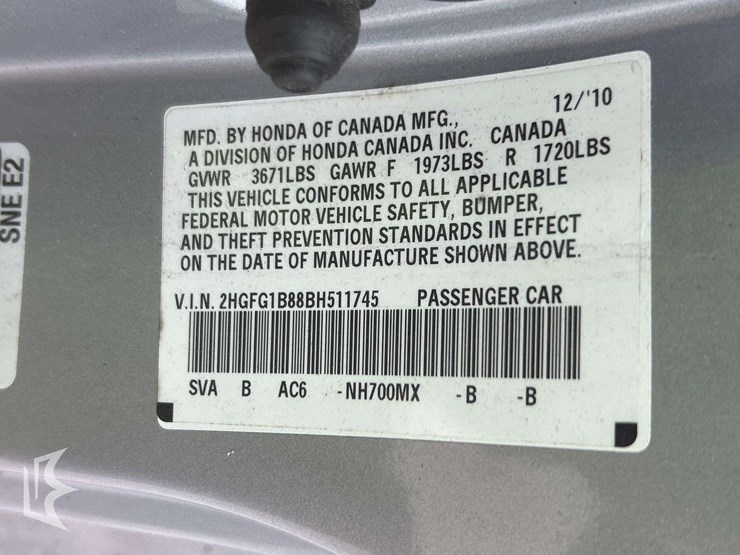 12/'10
MFD. BY HONDA OF CANADA MFG.,
A DIVISION OF HONDA CANADA INC. CANADA
GVWR 3671LBS GAWR F 1973LBS R 1720LBS
THIS VEHICLE CONFORMS TO ALL APPLICABLE
FEDERAL MOTOR VEHICLE SAFETY, BUMPER,
AND THEFT PREVENTION STANDARDS IN EFFECT
ON THE DATE OF MANUFACTURE SHOWN ABOVE.
V.I.N. 2HGFG1B88BH511745 PASSENGER CAR
SVA B AC6 -NH700MX -B -B
SNE E2